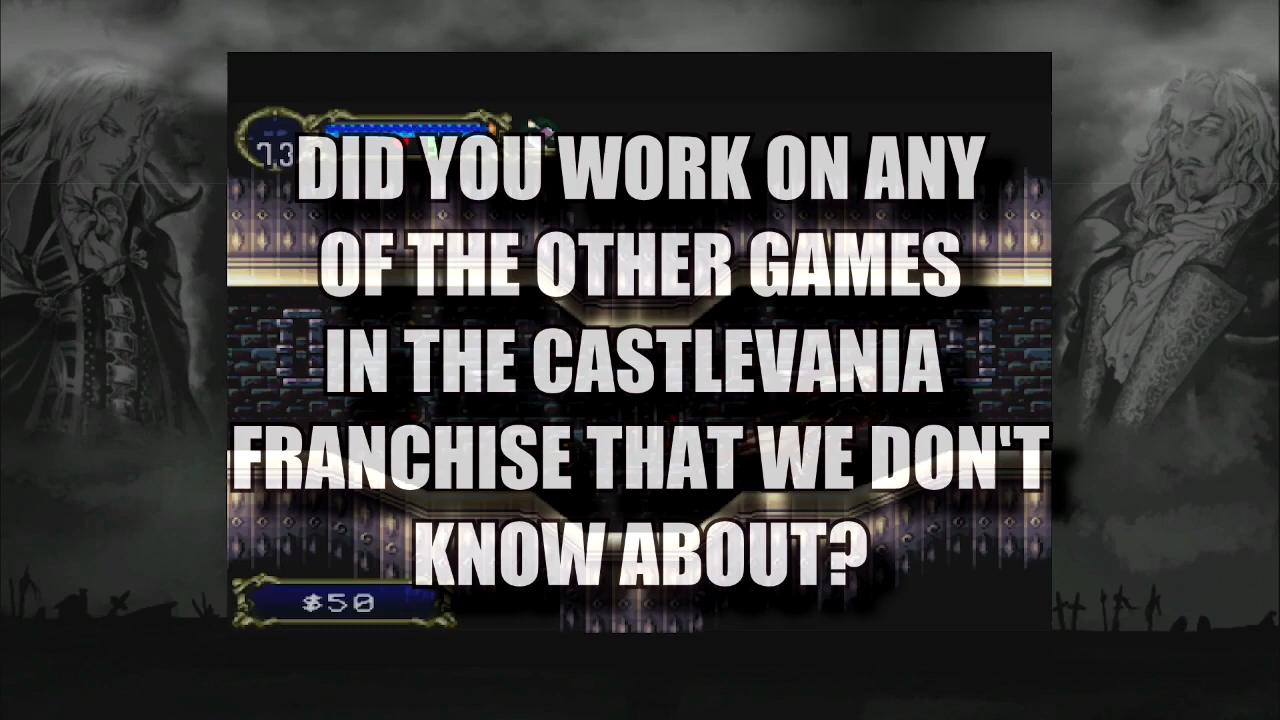 73
DID YOU WORK ON ANY
OF THE OTHER GAMES
IN THE CASTLEVANIA
FRANCHISE THAT WE DON'T
KNOW ABOUT?
$50